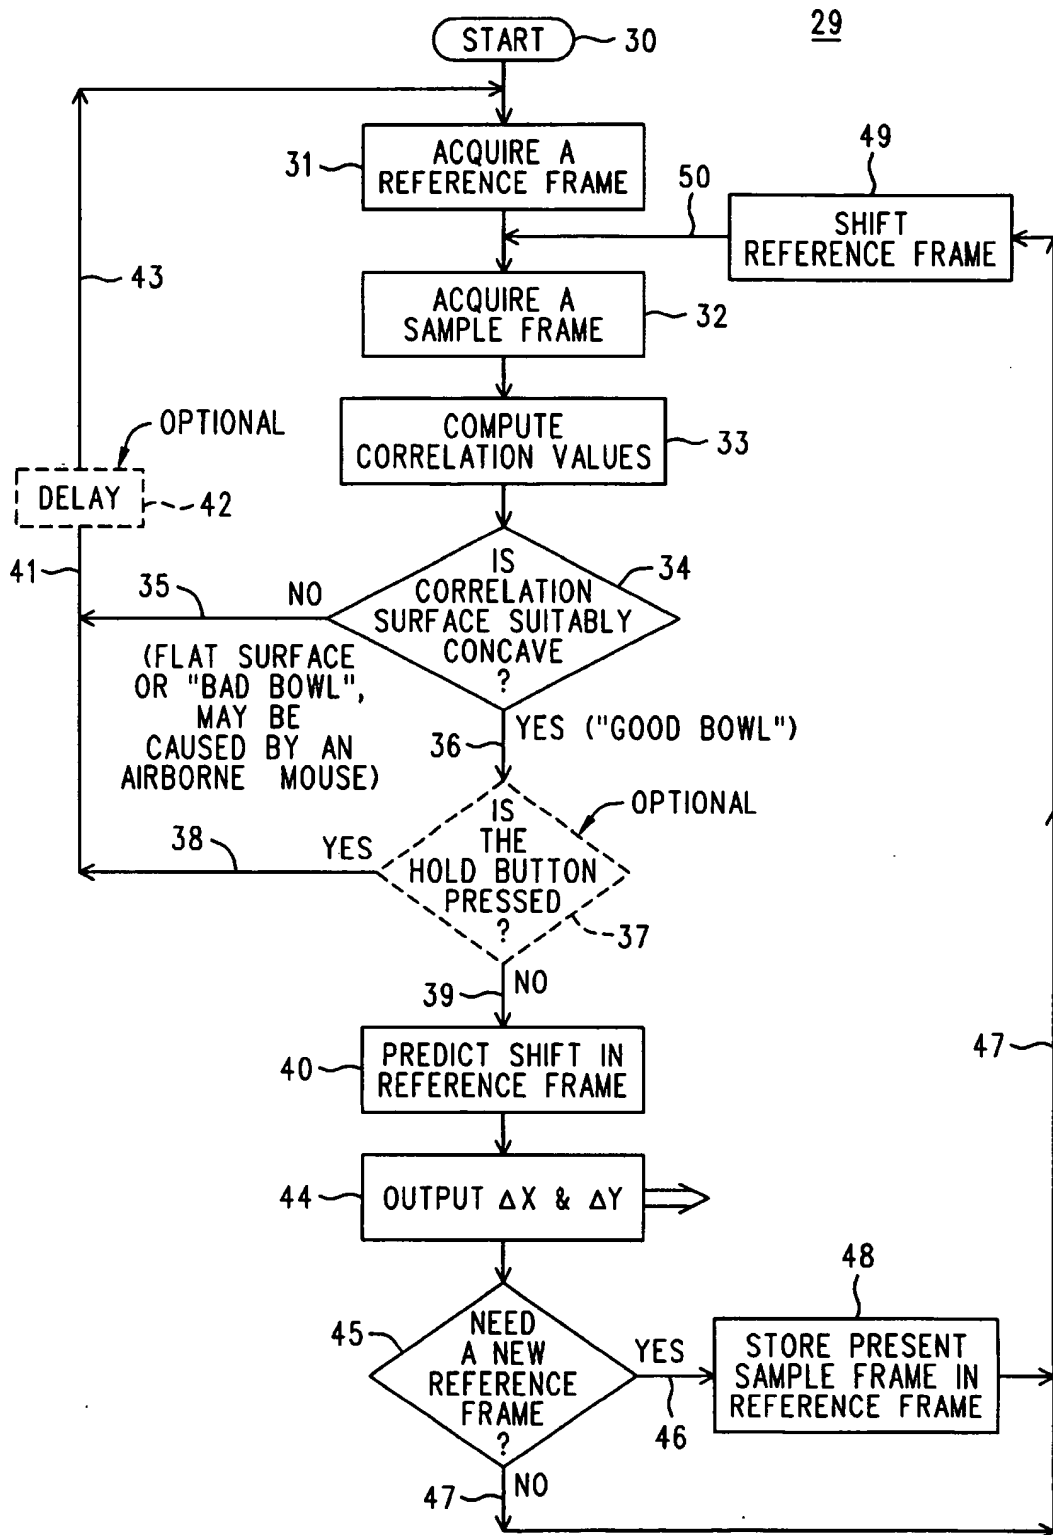 29
START
30
31
ACQUIRE A
REFERENCE FRAME
49
SHIFT
REFERENCE FRAME
50
43
ACQUIRE A
SAMPLE FRAME
32
COMPUTE
CORRELATION VALUES
33
OPTIONAL
DELAY
42
41
35
NO
IS
CORRELATION
SURFACE SUITABLY
CONCAVE
?
34
(FLAT SURFACE
OR "BAD BOWL",
MAY BE
CAUSED BY AN
AIRBORNE MOUSE)
36
YES ("GOOD BOWL")
OPTIONAL
38
YES
IS
THE
HOLD BUTTON
PRESSED
?
37
39
NO
40
PREDICT SHIFT IN
REFERENCE FRAME
47
44
OUTPUT ΔX & ΔY
45
NEED
A NEW
REFERENCE
FRAME
?
YES
46
48
STORE PRESENT
SAMPLE FRAME IN
REFERENCE FRAME
47
NO